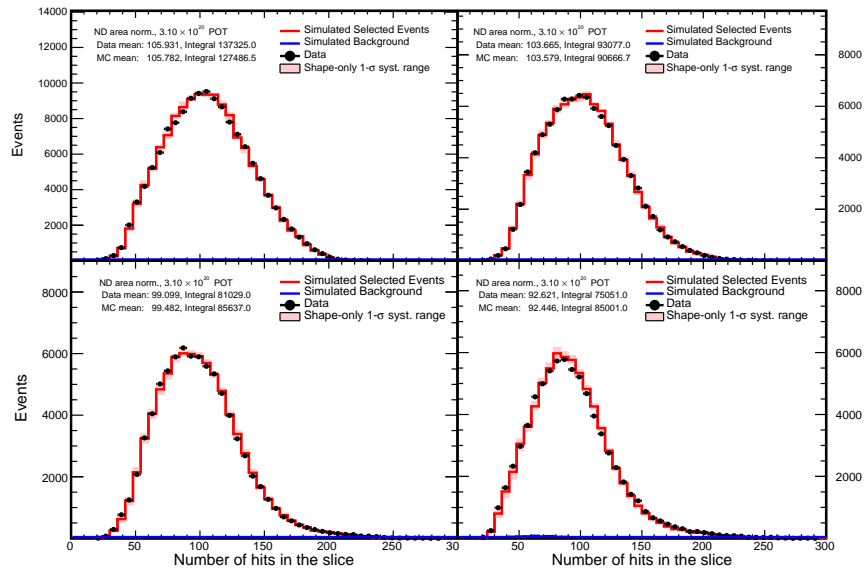 14000
12000
10000
8000
6000
4000
2000
Events
ND area norm., 3.10 × 10²⁰ POT
Data mean: 105.931, Integral 137325.0
MC mean: 105.782, Integral 127486.5
Simulated Selected Events
Simulated Background
Data
Shape-only 1-σ syst. range
ND area norm., 3.10 × 10²⁰ POT
Data mean: 103.665, Integral 93077.0
MC mean: 103.579, Integral 90666.7
Simulated Selected Events
Simulated Background
Data
Shape-only 1-σ syst. range
8000
6000
4000
2000
8000
6000
4000
2000
Events
ND area norm., 3.10 × 10²⁰ POT
Data mean: 99.099, Integral 81029.0
MC mean: 99.482, Integral 85637.0
Simulated Selected Events
Simulated Background
Data
Shape-only 1-σ syst. range
0 50 100 150 200 250 30
Number of hits in the slice
ND area norm., 3.10 × 10²⁰ POT
Data mean: 92.621, Integral 75051.0
MC mean: 92.446, Integral 85001.0
Simulated Selected Events
Simulated Background
Data
Shape-only 1-σ syst. range
8000
6000
4000
2000
50 100 150 200 250 300
Number of hits in the slice